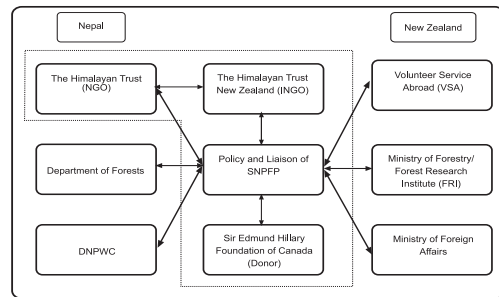 Nepal
New Zealand
The Himalayan Trust
(NGO)
The Himalayan Trust
New Zealand (INGO)
Volunteer Service
Abroad (VSA)
Department of Forests
Policy and Liaison of
SNPFP
Ministry of Forestry/
Forest Research
Institute (FRI)
DNPWC
Sir Edmund Hillary
Foundation of Canada
(Donor)
Ministry of Foreign
Affairs